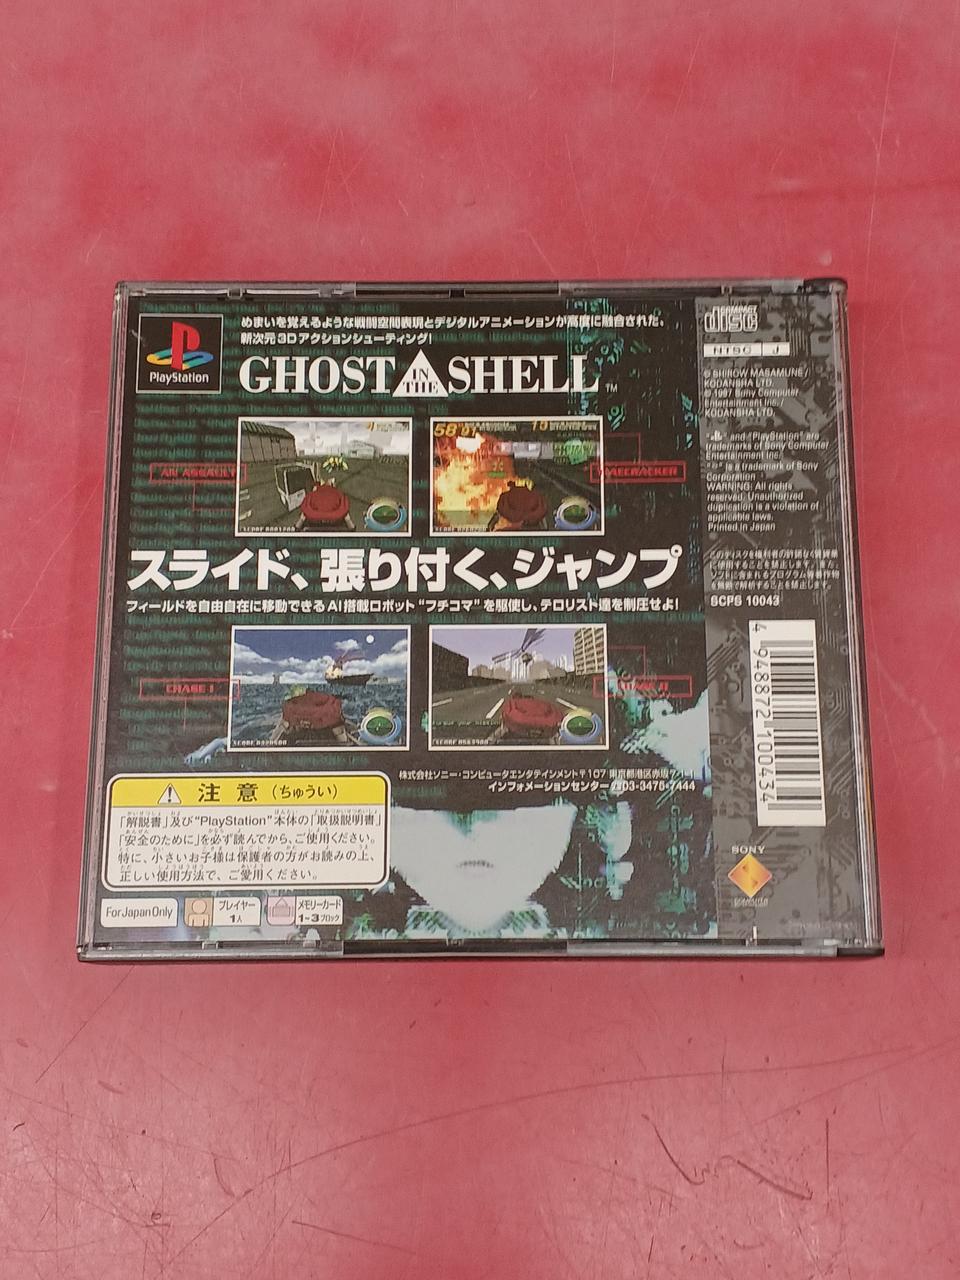 めまいを覚えるような戦闘空間表現とデジタルアニメーションが高度に融合された、
新次元3Dアクションシューティング!
PlayStation
GHOST IN THE SHELL™
AN ASSAULT
スライド、張り付く、ジャンプ
フィールドを自由自在に移動できるAI搭載ロボット“フチコマ”を駆使し、テロリスト達を制圧せよ!
CHASE I
株式会社ソニー・コンピュータエンタテインメント〒107 東京都港区赤坂7-1-1
インフォメーションセンター☎03-3475-7444
⚠ 注 意 (ちゅうい)
「解説書」及び“PlayStation”本体の「取扱説明書」
「安全のために」を必ず読んでから、ご使用ください。
特に、小さいお子様は保護者の方がお読みの上、
正しい使用方法で、ご愛用ください。
For Japan Only
プレイヤー
1人
メモリーカード
1~3ブロック
COMPACT
disc
NTSC J
© SHIROW MASAMUNE/
KODANSHA LTD.
© 1997 Sony Computer
Entertainment Inc./
KODANSHA LTD.
and "PlayStation" are
trademarks of Sony Computer
Entertainment Inc.
is a trademark of Sony
Corporation
WARNING: All rights
reserved. Unauthorized
duplication is a violation of
applicable laws.
Printed in Japan
SCPS 10043
4 948872 100434
SONY